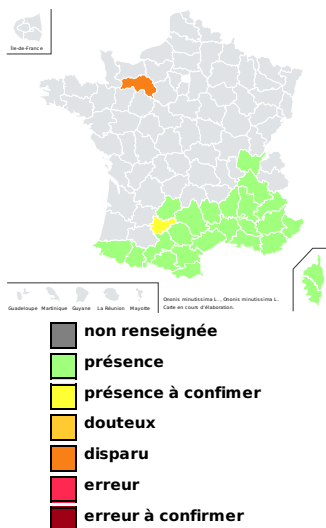 Île-de-France
Guadeloupe Martinique Guyane La Réunion Mayotte
Ononis minutissima L. , Ononis minutissima L.
Carte en cours d'élaboration.
non renseignée
présence
présence à confimer
douteux
disparu
erreur
erreur à confirmer